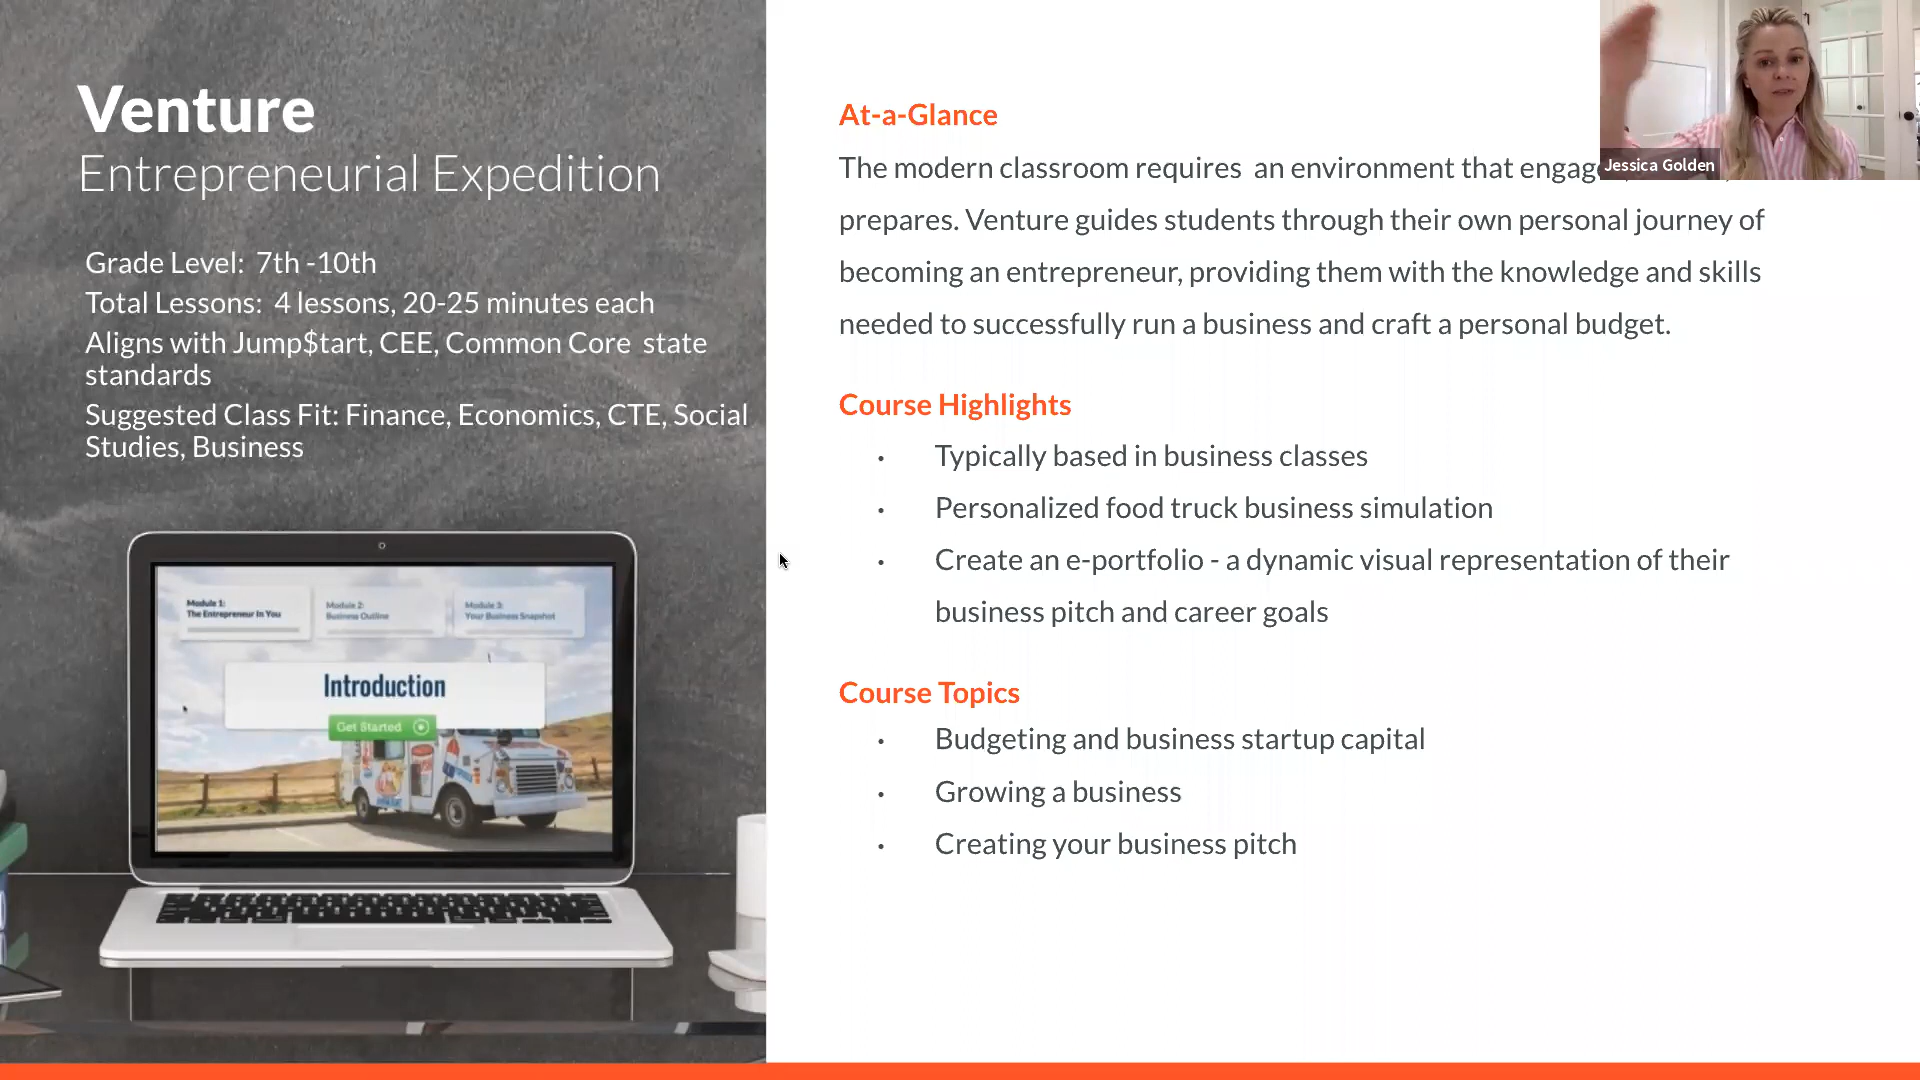 Venture
Entrepreneurial Expedition
Grade Level: 7th -10th
Total Lessons: 4 lessons, 20-25 minutes each
Aligns with Jump$tart, CEE, Common Core state
standards
Suggested Class Fit: Finance, Economics, CTE, Social
Studies, Business
Module 1:
The Entrepreneur In You
Module 2:
Business Outline
Module 3:
Your Business Snapshot
Introduction
Get Started
At-a-Glance
The modern classroom requires an environment that
prepares. Venture guides students through their own personal journey of
becoming an entrepreneur, providing them with the knowledge and skills
needed to successfully run a business and craft a personal budget.
Course Highlights
• Typically based in business classes
• Personalized food truck business simulation
• Create an e-portfolio - a dynamic visual representation of their
business pitch and career goals
Course Topics
• Budgeting and business startup capital
• Growing a business
• Creating your business pitch
Jessica Golden